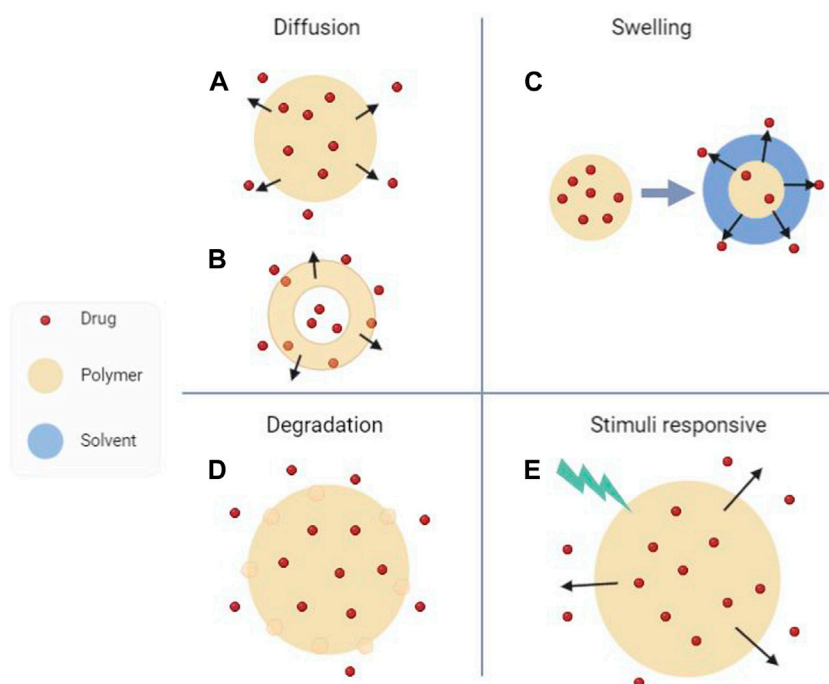 Diffusion
Swelling
A
C
B
Drug
Polymer
Solvent
Degradation
Stimuli responsive
D
E